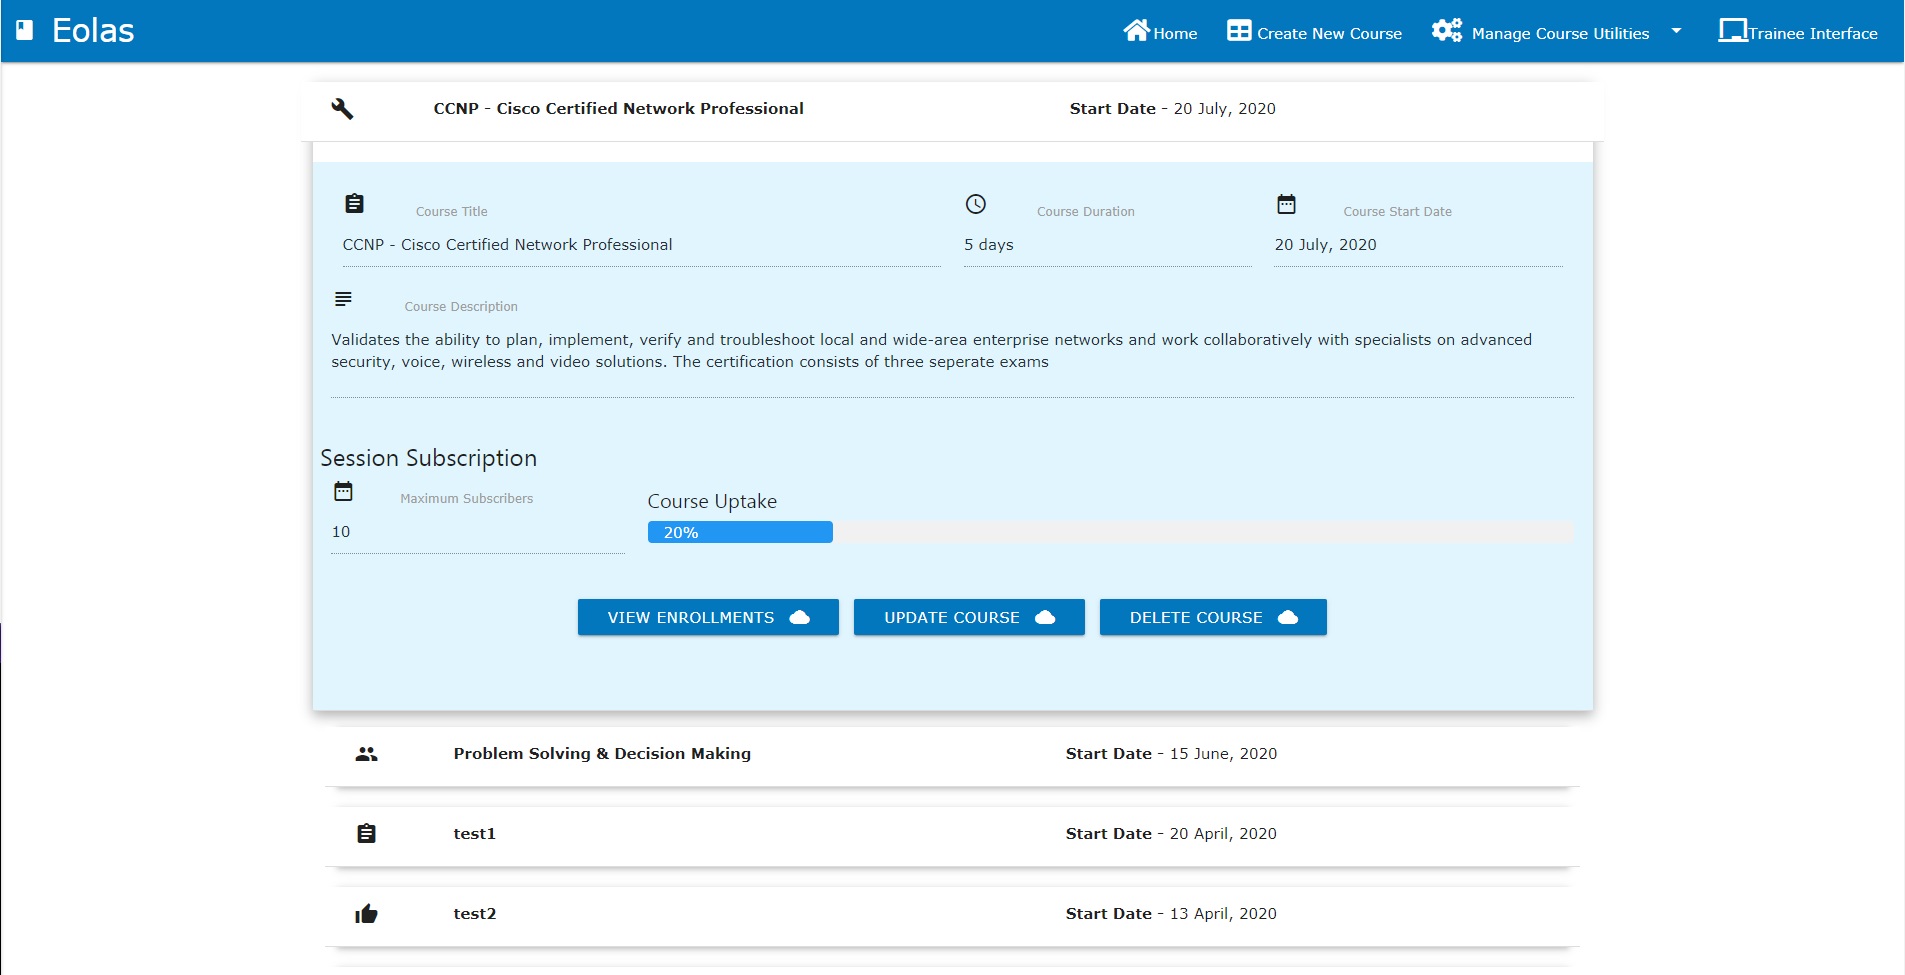 Eolas
Home
Create New Course
Manage Course Utilities
Trainee Interface
CCNP - Cisco Certified Network Professional
Start Date - 20 July, 2020
Course Title
Course Duration
Course Start Date
CCNP - Cisco Certified Network Professional
5 days
20 July, 2020
Course Description
Validates the ability to plan, implement, verify and troubleshoot local and wide-area enterprise networks and work collaboratively with specialists on advanced
security, voice, wireless and video solutions. The certification consists of three seperate exams
Session Subscription
Maximum Subscribers
Course Uptake
10
20%
VIEW ENROLLMENTS
UPDATE COURSE
DELETE COURSE
Problem Solving & Decision Making
Start Date - 15 June, 2020
test1
Start Date - 20 April, 2020
test2
Start Date - 13 April, 2020